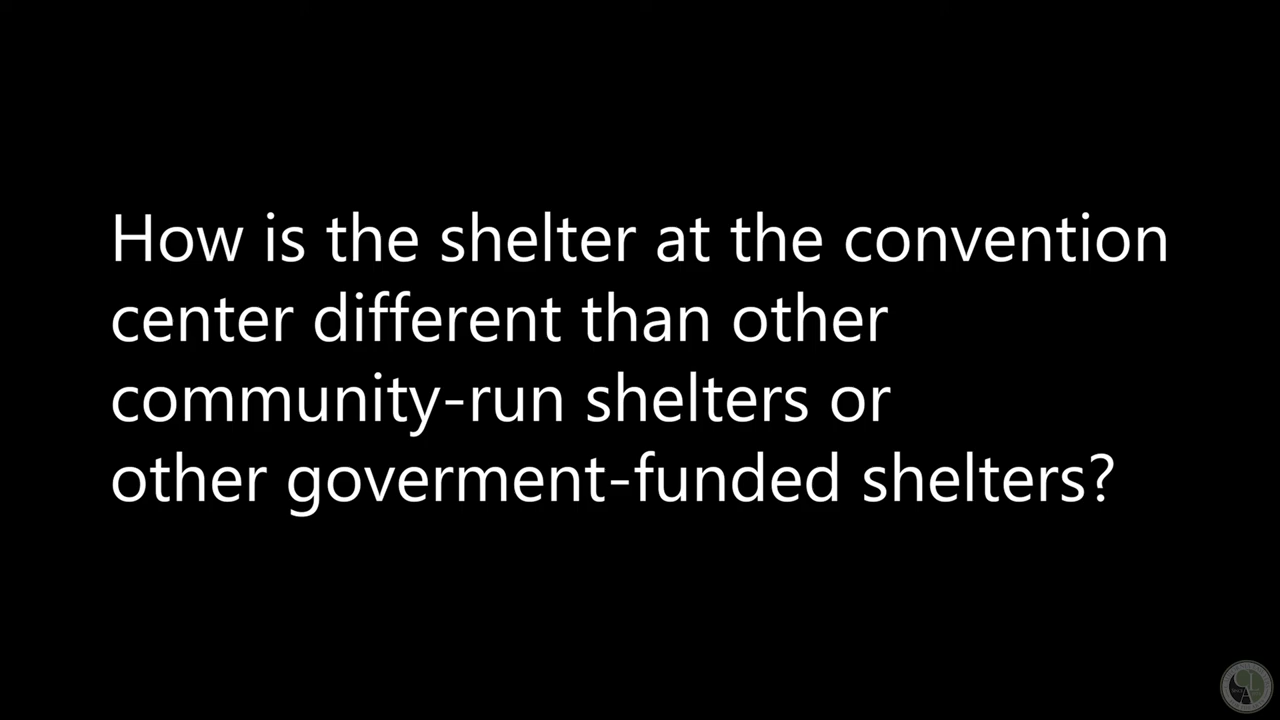 How is the shelter at the convention
center different than other
community-run shelters or
other goverment-funded shelters?